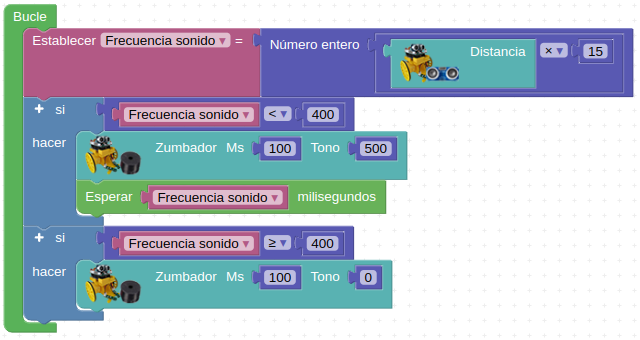 Bucle
Establecer Frecuencia sonido ▾ = Número entero Distancia × ▾ 15
+ si Frecuencia sonido ▾ < ▾ 400
hacer Zumbador Ms 100 Tono 500
Esperar Frecuencia sonido ▾ milisegundos
+ si Frecuencia sonido ▾ ≥ ▾ 400
hacer Zumbador Ms 100 Tono 0